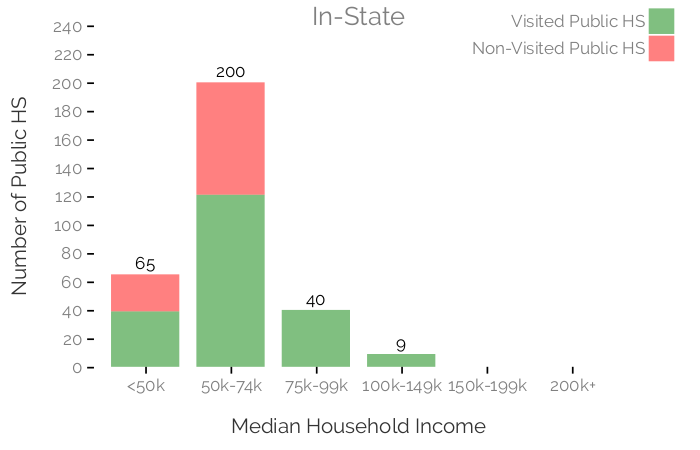 In-State
Visited Public HS
Non-Visited Public HS
Number of Public HS
240
220
200
180
160
140
120
100
80
60
40
20
0
65
200
40
9
<50k
50k-74k
75k-99k
100k-149k
150k-199k
200k+
Median Household Income